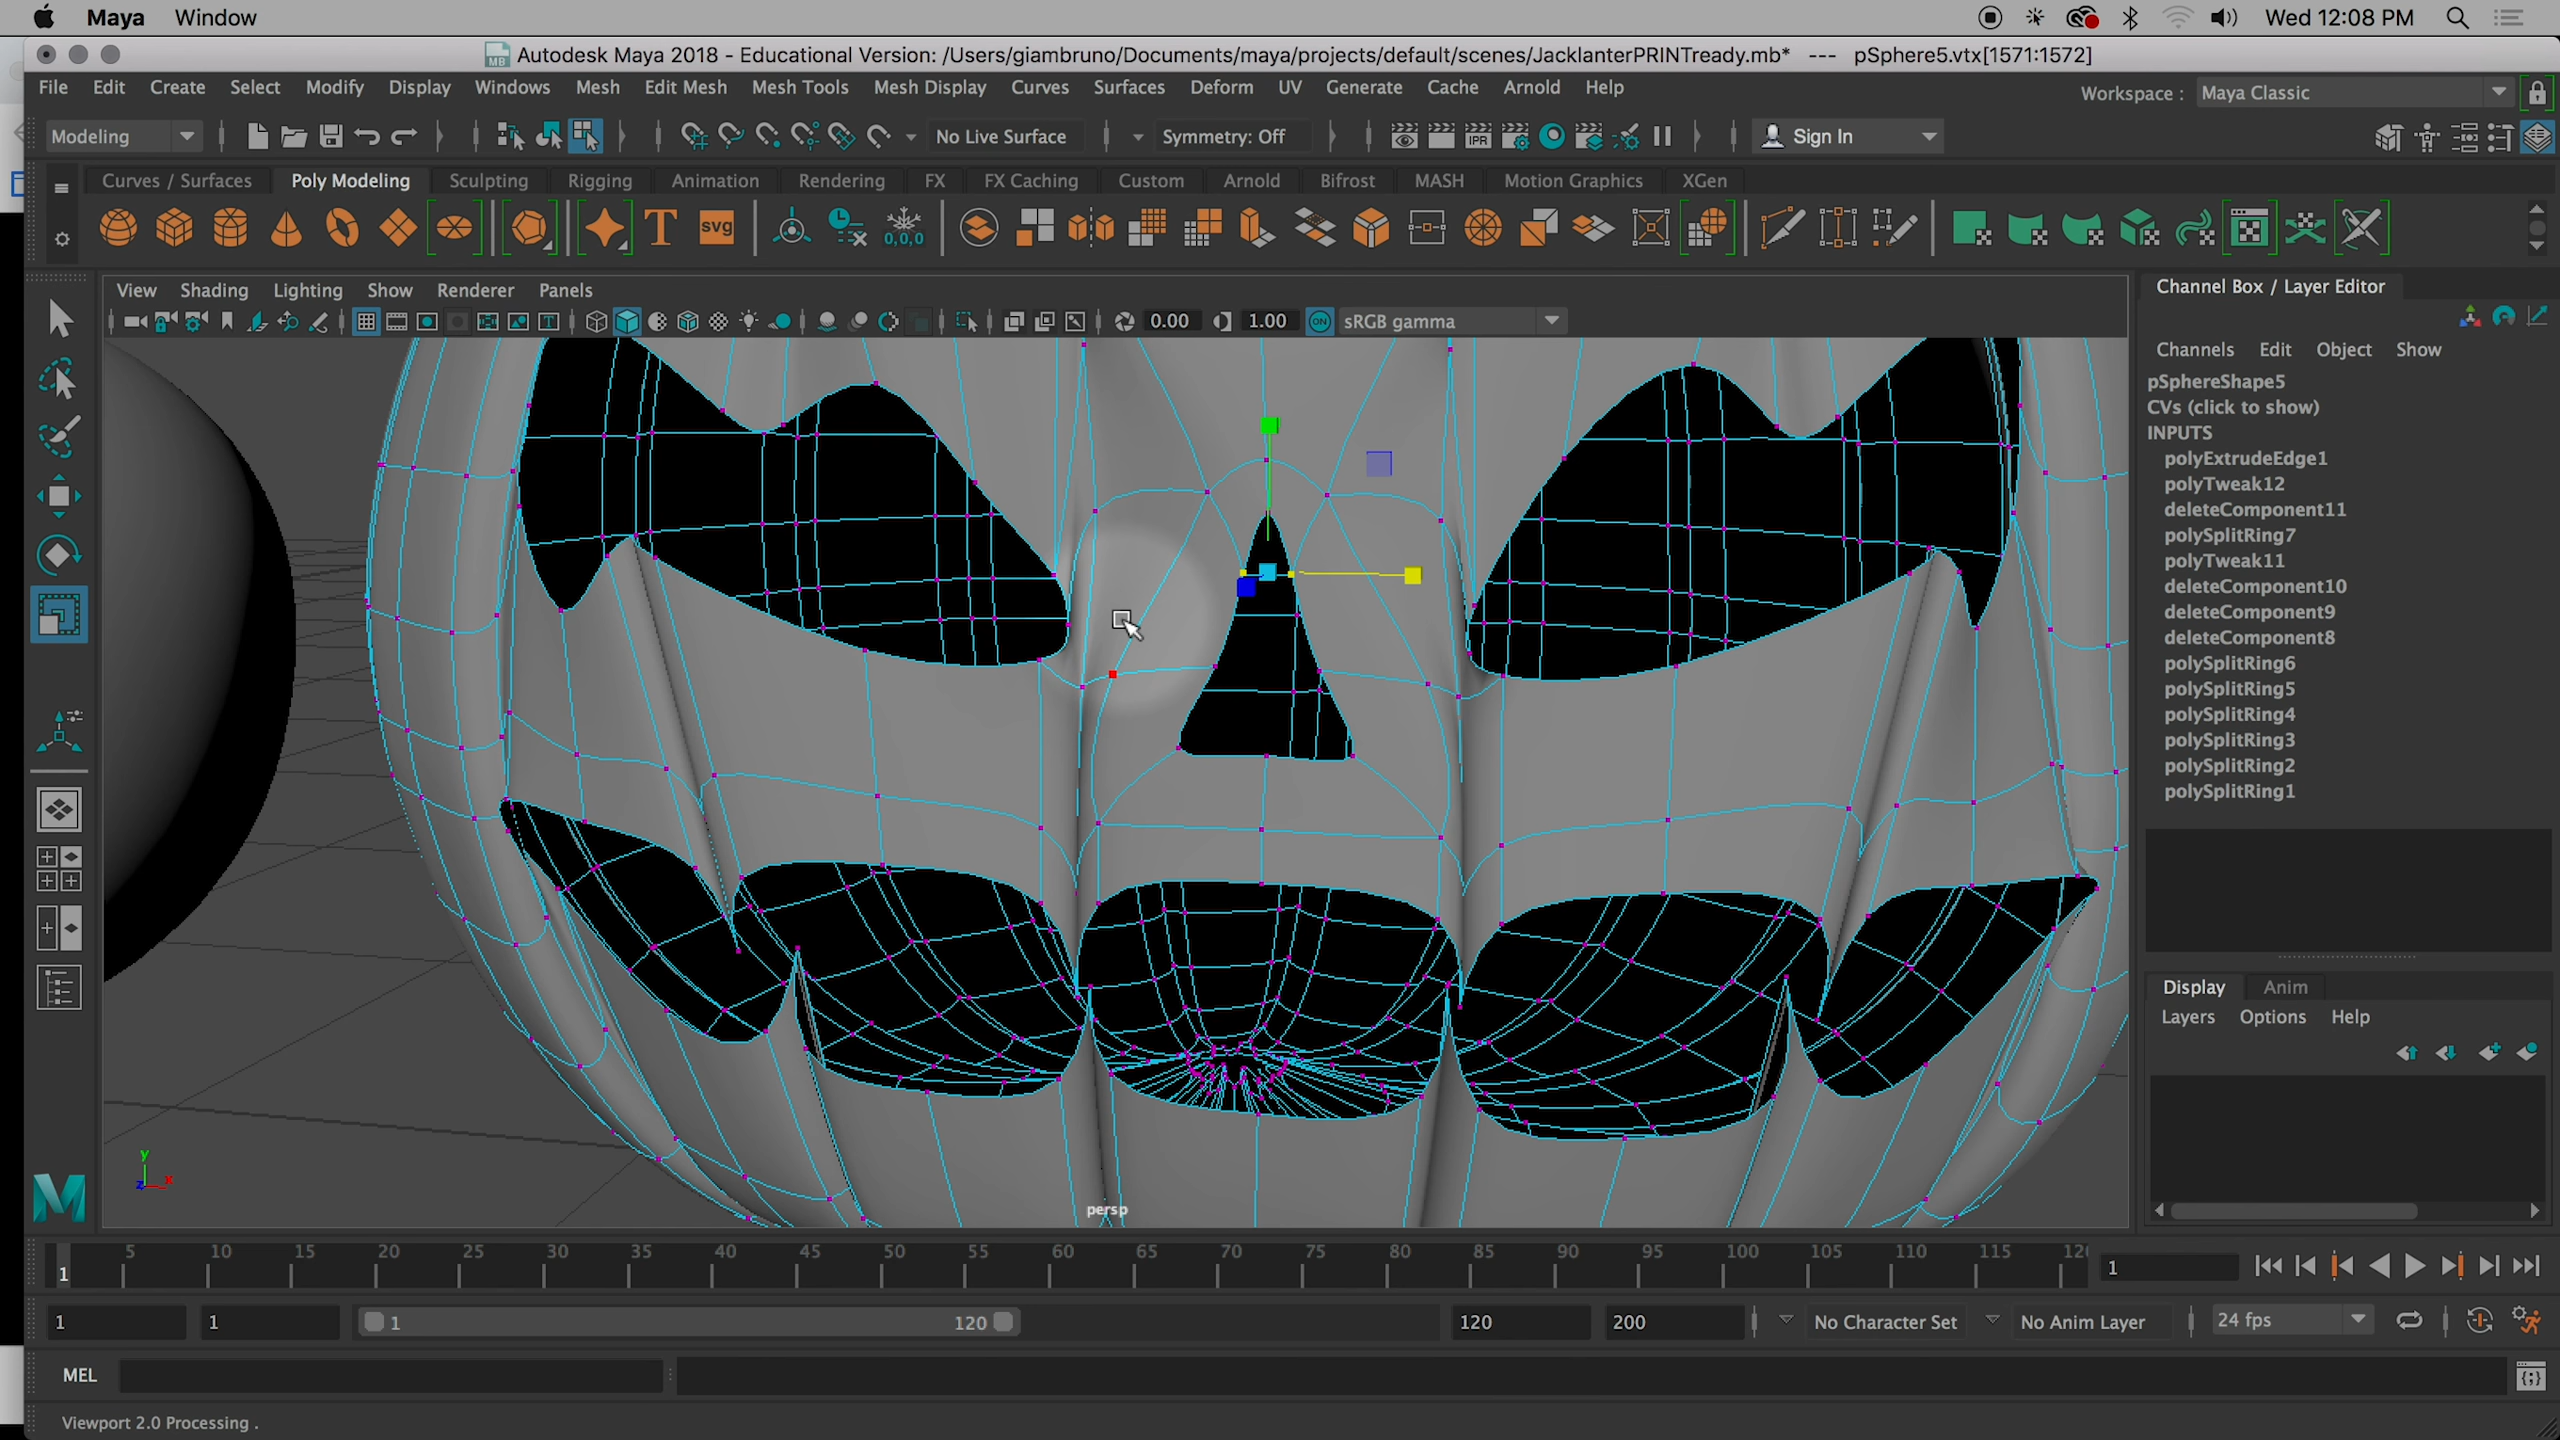 Maya Window Wed 12:08 PM
Autodesk Maya 2018 - Educational Version: /Users/giambruno/Documents/maya/projects/default/scenes/JacklanterPRINTready.mb* --- pSphere5.vtx[1571:1572]
File Edit Create Select Modify Display Windows Mesh Edit Mesh Mesh Tools Mesh Display Curves Surfaces Deform UV Generate Cache Arnold Help Workspace : Maya Classic
Modeling No Live Surface Symmetry: Off IPR Sign In
Curves / Surfaces Poly Modeling Sculpting Rigging Animation Rendering FX FX Caching Custom Arnold Bifrost MASH Motion Graphics XGen
T svg 0,0,0
View Shading Lighting Show Renderer Panels
0.00 1.00 ON sRGB gamma
Channel Box / Layer Editor
Channels Edit Object Show
pSphereShape5
CVs (click to show)
INPUTS
polyExtrudeEdge1
polyTweak12
deleteComponent11
polySplitRing7
polyTweak11
deleteComponent10
deleteComponent9
deleteComponent8
polySplitRing6
polySplitRing5
polySplitRing4
polySplitRing3
polySplitRing2
polySplitRing1
Display Anim
Layers Options Help
y
z x
persp
M
5 10 15 20 25 30 35 40 45 50 55 60 65 70 75 80 85 90 95 100 105 110 115 12
1 1
1 1 1 120 120 200 No Character Set No Anim Layer 24 fps
MEL
Viewport 2.0 Processing .